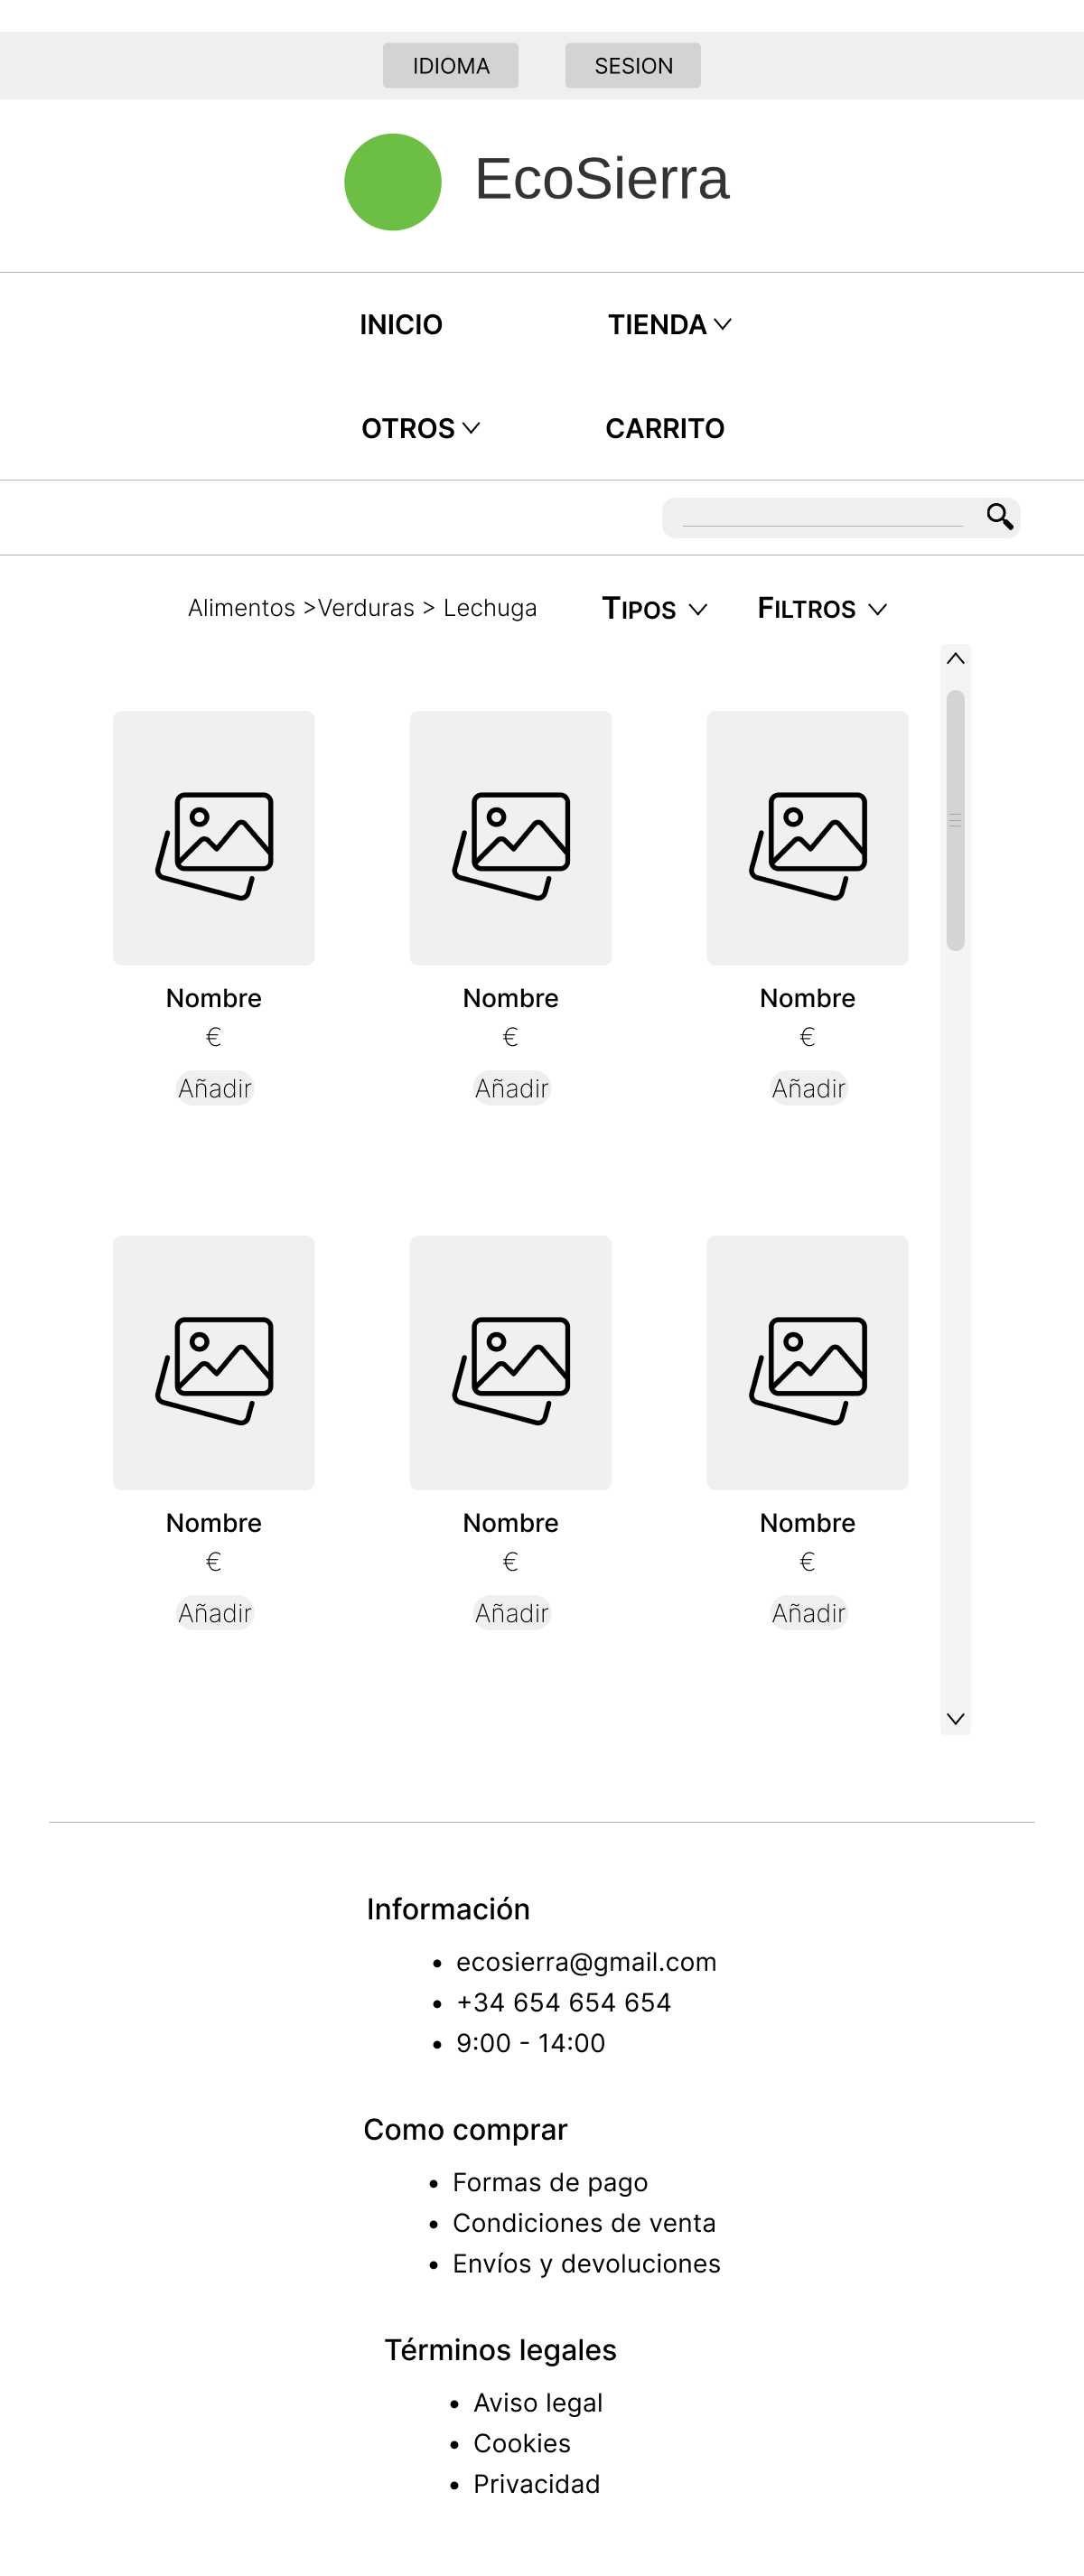 IDIOMA SESION
EcoSierra
INICIO TIENDA
OTROS CARRITO
Alimentos >Verduras > Lechuga TIPOS FILTROS
Nombre Nombre Nombre
€ € €
Añadir Añadir Añadir
Nombre Nombre Nombre
€ € €
Añadir Añadir Añadir
Información
• ecosierra@gmail.com
• +34 654 654 654
• 9:00 - 14:00
Como comprar
• Formas de pago
• Condiciones de venta
• Envíos y devoluciones
Términos legales
• Aviso legal
• Cookies
• Privacidad